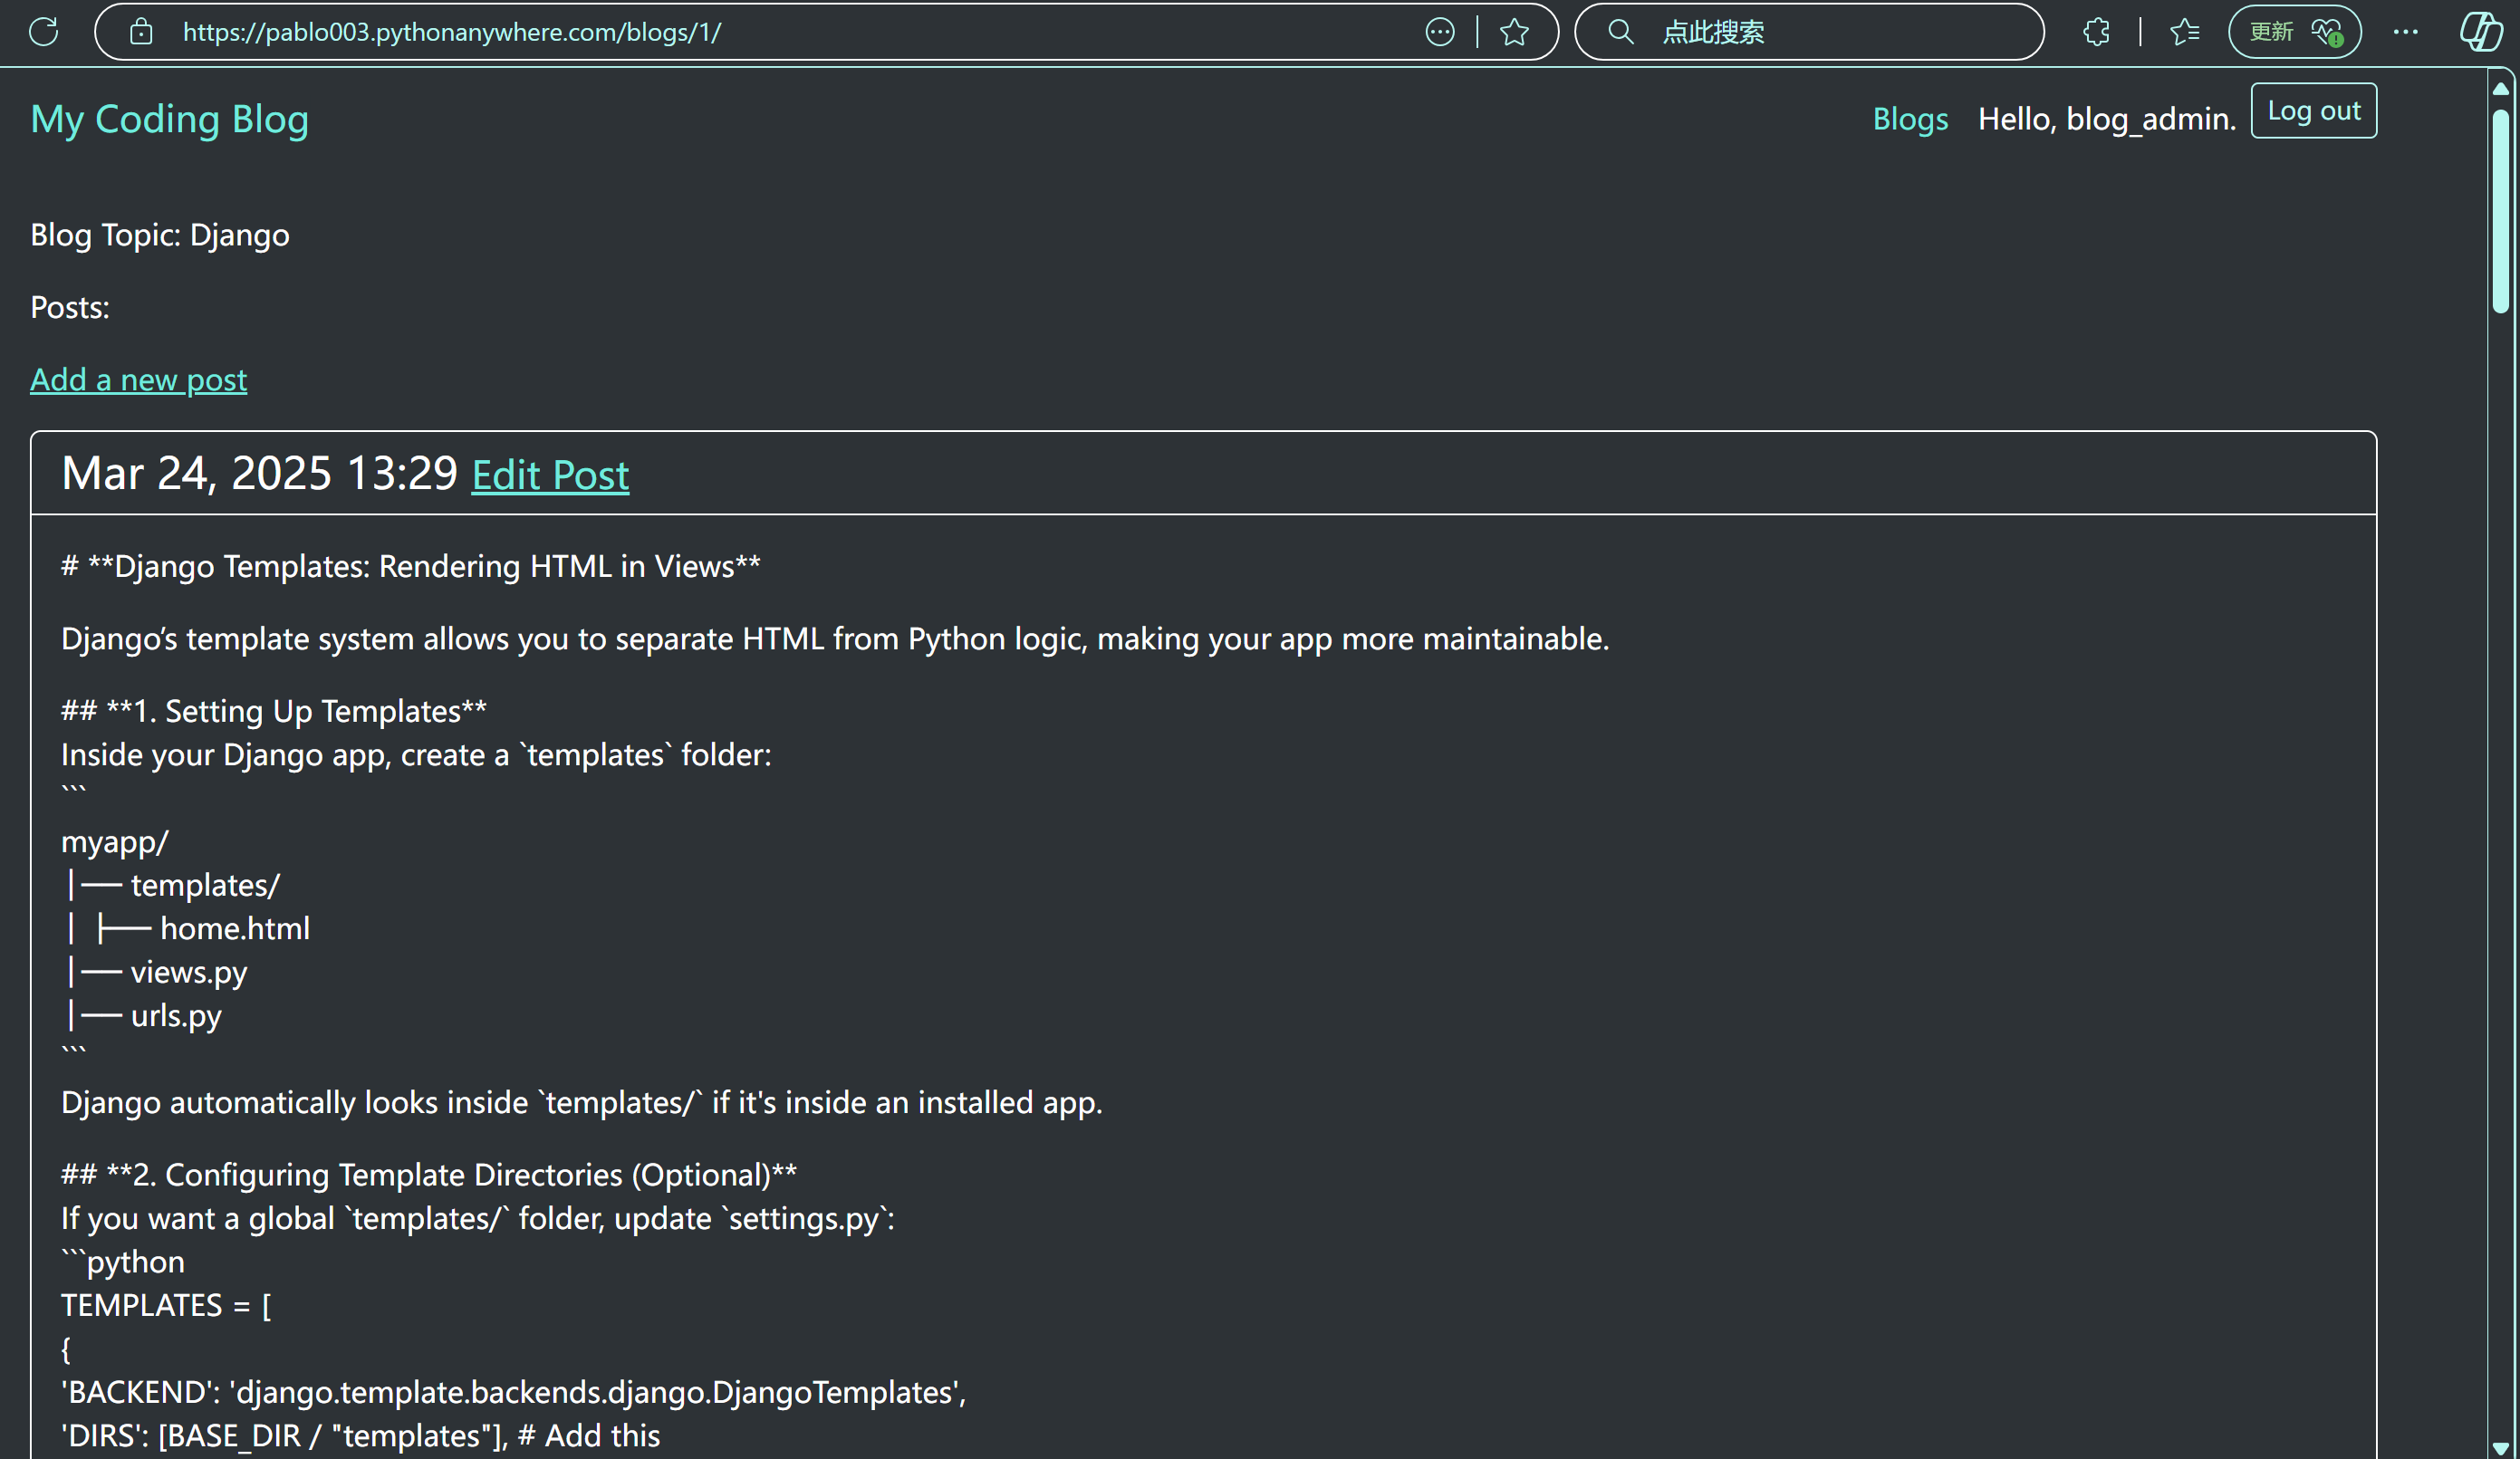 https://pablo003.pythonanywhere.com/blogs/1/
点此搜索
更新
My Coding Blog
Blogs
Hello, blog_admin.
Log out
Blog Topic: Django
Posts:
Add a new post
Mar 24, 2025 13:29 Edit Post
# **Django Templates: Rendering HTML in Views**
Django’s template system allows you to separate HTML from Python logic, making your app more maintainable.
## **1. Setting Up Templates**
Inside your Django app, create a `templates` folder:
```
myapp/
│── templates/
│ ├── home.html
│── views.py
│── urls.py
```
Django automatically looks inside `templates/` if it's inside an installed app.
## **2. Configuring Template Directories (Optional)**
If you want a global `templates/` folder, update `settings.py`:
```python
TEMPLATES = [
{
'BACKEND': 'django.template.backends.django.DjangoTemplates',
'DIRS': [BASE_DIR / "templates"], # Add this